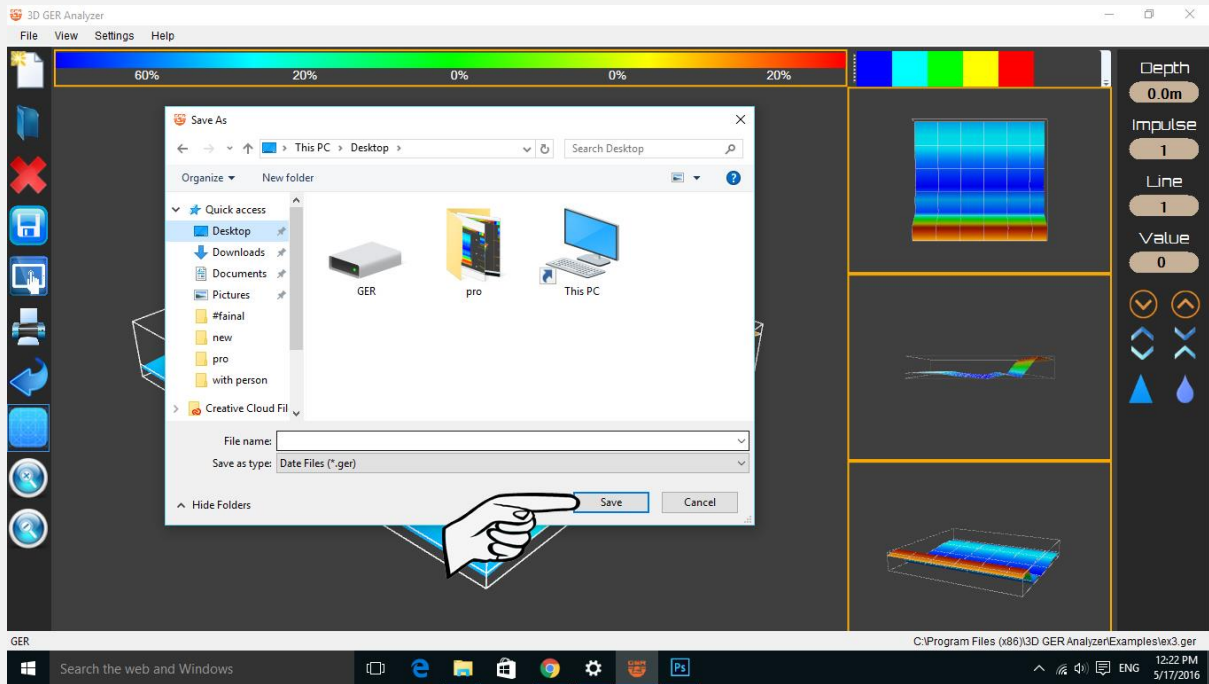 3D GER Analyzer
File View Settings Help
60% 20% 0% 0% 20%
Depth
0.0m
Impulse
1
Line
1
Value
0
Save As
This PC > Desktop >
Search Desktop
Organize New folder
Quick access
Desktop
Downloads
Documents
Pictures
#fainal
new
pro
with person
Creative Cloud Fil
GER
pro
This PC
File name:
Save as type: Date Files (*.ger)
Hide Folders
Save Cancel
GER
C:\Program Files (x86)\3D GER Analyzer\Examples\ex3.ger
Search the web and Windows
Ps
ENG
12:22 PM
5/17/2016